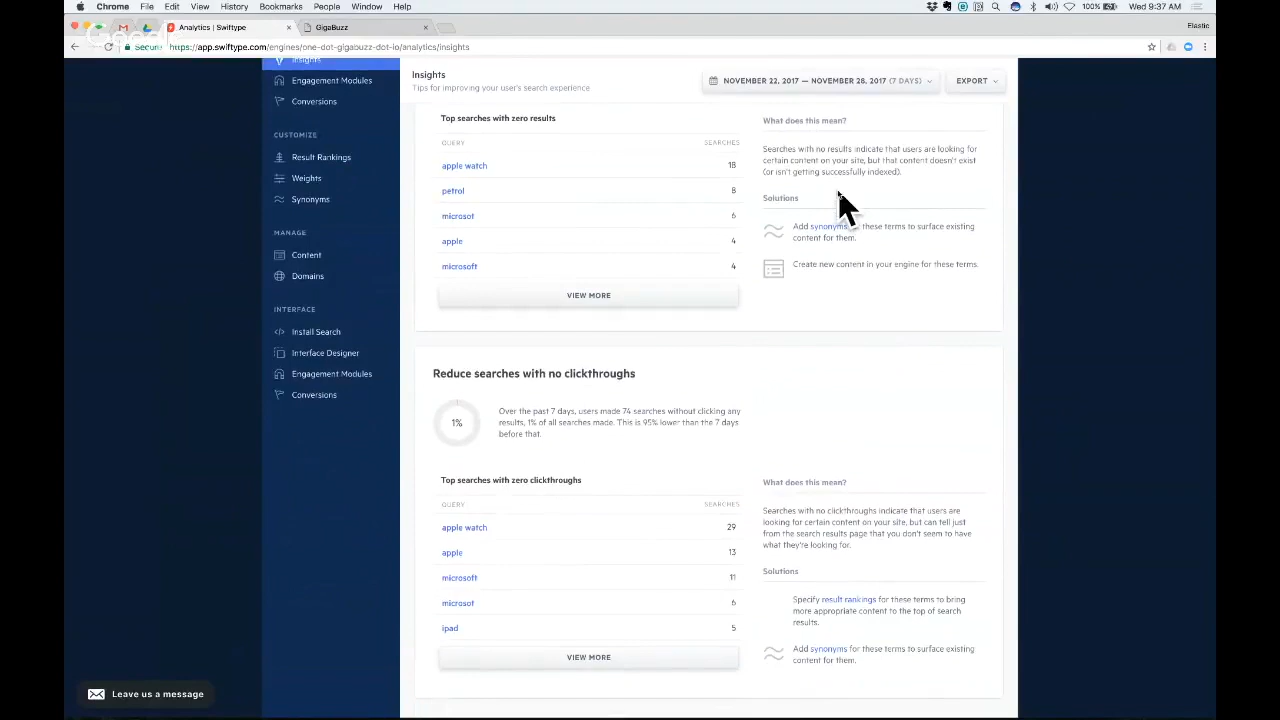 Chrome File Edit View History Bookmarks People Window Help 100% Wed 9:37 AM
Analytics | Swiftype
GigaBuzz
Elastic
Secure https://app.swiftype.com/engines/one-dot-gigabuzz-dot-io/analytics/insights
Insights
Engagement Modules
Conversions
CUSTOMIZE
Result Rankings
Weights
Synonyms
MANAGE
Content
Domains
INTERFACE
Install Search
Interface Designer
Engagement Modules
Conversions
Leave us a message
Insights
Tips for improving your user's search experience
NOVEMBER 22, 2017 — NOVEMBER 28, 2017 (7 DAYS)
EXPORT
Top searches with zero results
QUERY SEARCHES
apple watch 18
petrol 8
microsot 6
apple 4
microsoft 4
VIEW MORE
What does this mean?
Searches with no results indicate that users are looking for
certain content on your site, but that content doesn't exist
(or isn't getting successfully indexed).
Solutions
Add synonyms these terms to surface existing
content for them.
Create new content in your engine for these terms.
Reduce searches with no clickthroughs
1%
Over the past 7 days, users made 74 searches without clicking any
results, 1% of all searches made. This is 95% lower than the 7 days
before that.
Top searches with zero clickthroughs
QUERY SEARCHES
apple watch 29
apple 13
microsoft 11
microsot 6
ipad 5
VIEW MORE
What does this mean?
Searches with no clickthroughs indicate that users are
looking for certain content on your site, but can tell just
from the search results page that you don't seem to have
what they're looking for.
Solutions
Specify result rankings for these terms to bring
more appropriate content to the top of search
results.
Add synonyms for these terms to surface existing
content for them.